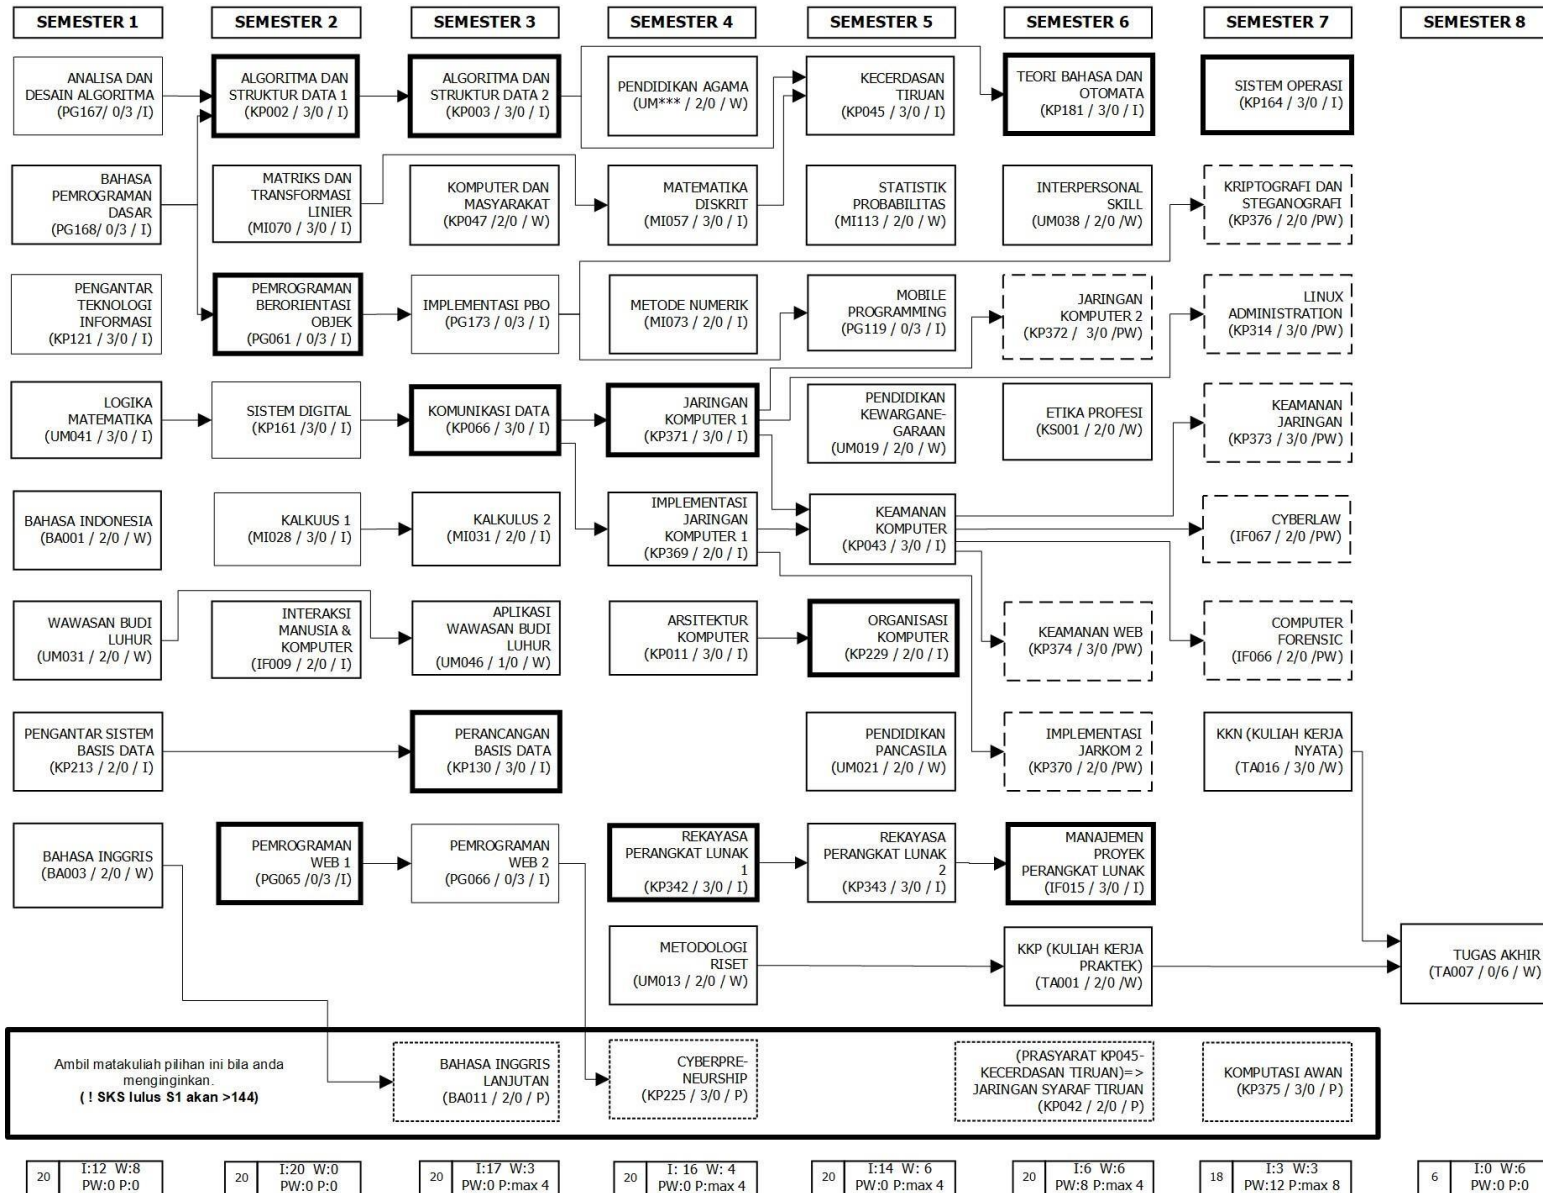 SEMESTER 1
SEMESTER 2
SEMESTER 3
SEMESTER 4
SEMESTER 5
SEMESTER 6
SEMESTER 7
SEMESTER 8
ANALISA DAN
DESAIN ALGORITMA
(PG167/ 0/3 /I)
ALGORITMA DAN
STRUKTUR DATA 1
(KP002 / 3/0 / I)
ALGORITMA DAN
STRUKTUR DATA 2
(KP003 / 3/0 / I)
PENDIDIKAN AGAMA
(UM*** / 2/0 / W)
KECERDASAN
TIRUAN
(KP045 / 3/0 / I)
TEORI BAHASA DAN
OTOMATA
(KP181 / 3/0 / I)
SISTEM OPERASI
(KP164 / 3/0 / I)
BAHASA
PEMROGRAMAN
DASAR
(PG168/ 0/3 / I)
MATRIKS DAN
TRANSFORMASI
LINIER
(MI070 / 3/0 / I)
KOMPUTER DAN
MASYARAKAT
(KP047 /2/0 / W)
MATEMATIKA
DISKRIT
(MI057 / 3/0 / I)
STATISTIK
PROBABILITAS
(MI113 / 2/0 / W)
INTERPERSONAL
SKILL
(UM038 / 2/0 /W)
KRIPTOGRAFI DAN
STEGANOGRAFI
(KP376 / 2/0 /PW)
PENGANTAR
TEKNOLOGI
INFORMASI
(KP121 / 3/0 / I)
PEMROGRAMAN
BERORIENTASI
OBJEK
(PG061 / 0/3 / I)
IMPLEMENTASI PBO
(PG173 / 0/3 / I)
METODE NUMERIK
(MI073 / 2/0 / I)
MOBILE
PROGRAMMING
(PG119 / 0/3 / I)
JARINGAN
KOMPUTER 2
(KP372 / 3/0 /PW)
LINUX
ADMINISTRATION
(KP314 / 3/0 /PW)
LOGIKA
MATEMATIKA
(UM041 / 3/0 / I)
SISTEM DIGITAL
(KP161 /3/0 / I)
KOMUNIKASI DATA
(KP066 / 3/0 / I)
JARINGAN
KOMPUTER 1
(KP371 / 3/0 / I)
PENDIDIKAN
KEWARGANE-
GARAAN
(UM019 / 2/0 / W)
ETIKA PROFESI
(KS001 / 2/0 /W)
KEAMANAN
JARINGAN
(KP373 / 3/0 /PW)
BAHASA INDONESIA
(BA001 / 2/0 / W)
KALKUUS 1
(MI028 / 3/0 / I)
KALKULUS 2
(MI031 / 2/0 / I)
IMPLEMENTASI
JARINGAN
KOMPUTER 1
(KP369 / 2/0 / I)
KEAMANAN
KOMPUTER
(KP043 / 3/0 / I)
CYBERLAW
(IF067 / 2/0 /PW)
WAWASAN BUDI
LUHUR
(UM031 / 2/0 / W)
INTERAKSI
MANUSIA &
KOMPUTER
(IF009 / 2/0 / I)
APLIKASI
WAWASAN BUDI
LUHUR
(UM046 / 1/0 / W)
ARSITEKTUR
KOMPUTER
(KP011 / 3/0 / I)
ORGANISASI
KOMPUTER
(KP229 / 2/0 / I)
KEAMANAN WEB
(KP374 / 3/0 /PW)
COMPUTER
FORENSIC
(IF066 / 2/0 /PW)
PENGANTAR SISTEM
BASIS DATA
(KP213 / 2/0 / I)
PERANCANGAN
BASIS DATA
(KP130 / 3/0 / I)
PENDIDIKAN
PANCASILA
(UM021 / 2/0 / W)
IMPLEMENTASI
JARKOM 2
(KP370 / 2/0 /PW)
KKN (KULIAH KERJA
NYATA)
(TA016 / 3/0 /W)
BAHASA INGGRIS
(BA003 / 2/0 / W)
PEMROGRAMAN
WEB 1
(PG065 /0/3 /I)
PEMROGRAMAN
WEB 2
(PG066 / 0/3 / I)
REKAYASA
PERANGKAT LUNAK
1
(KP342 / 3/0 / I)
REKAYASA
PERANGKAT LUNAK
2
(KP343 / 3/0 / I)
MANAJEMEN
PROYEK
PERANGKAT LUNAK
(IF015 / 3/0 / I)
METODOLOGI
RISET
(UM013 / 2/0 / W)
KKP (KULIAH KERJA
PRAKTEK)
(TA001 / 2/0 /W)
TUGAS AKHIR
(TA007 / 0/6 / W)
Ambil matakuliah pilihan ini bila anda
menginginkan.
( ! SKS lulus S1 akan >144)
BAHASA INGGRIS
LANJUTAN
(BA011 / 2/0 / P)
CYBERPRE-
NEURSHIP
(KP225 / 3/0 / P)
(PRASYARAT KP045-
KECERDASAN TIRUAN)=>
JARINGAN SYARAF TIRUAN
(KP042 / 2/0 / P)
KOMPUTASI AWAN
(KP375 / 3/0 / P)
20
I:12 W:8
PW:0 P:0
20
I:20 W:0
PW:0 P:0
20
I:17 W:3
PW:0 P:max 4
20
I: 16 W: 4
PW:0 P:max 4
20
I:14 W: 6
PW:0 P:max 4
20
I:6 W:6
PW:8 P:max 4
18
I:3 W:3
PW:12 P:max 8
6
I:0 W:6
PW:0 P:0